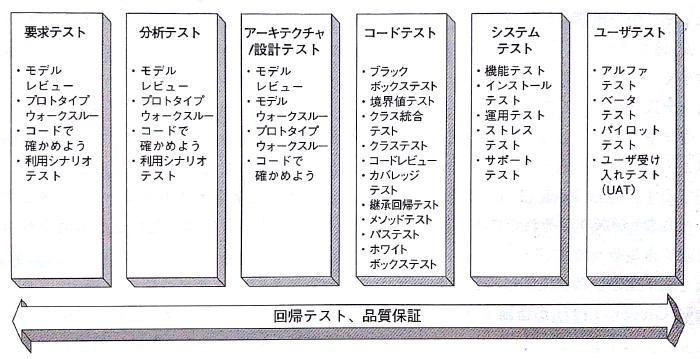 要求テスト
・モデル
レビュー
・プロトタイプ
ウォークスルー
・コードで
確かめよう
・利用シナリオ
テスト
分析テスト
・モデル
レビュー
・プロトタイプ
ウォークスルー
・コードで
確かめよう
・利用シナリオ
テスト
アーキテクチャ
/設計テスト
・モデル
レビュー
・モデル
ウォークスルー
・プロトタイプ
ウォークスルー
・コードで
確かめよう
コードテスト
・ブラック
ボックステスト
・境界値テスト
・クラス統合
テスト
・クラステスト
・コードレビュー
・カバレッジ
テスト
・継承回帰テスト
・メソッドテスト
・パステスト
・ホワイト
ボックステスト
システム
テスト
・機能テスト
・インストール
テスト
・運用テスト
・ストレス
テスト
・サポート
テスト
ユーザテスト
・アルファ
テスト
・ベータ
テスト
・パイロット
テスト
・ユーザ受け
入れテスト
(UAT)
回帰テスト、品質保証